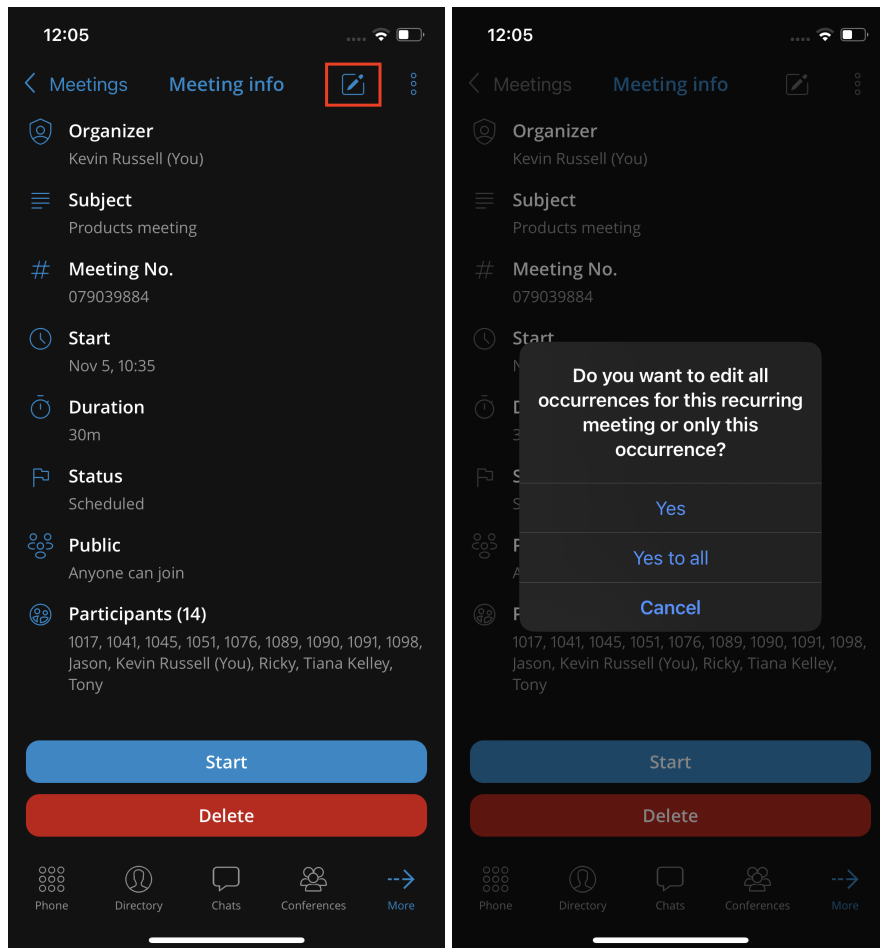 12:05
Meetings
Meeting info
Organizer
Kevin Russell (You)
Subject
Products meeting
# Meeting No.
079039884
Start
Nov 5, 10:35
Duration
30m
Status
Scheduled
Public
Anyone can join
Participants (14)
1017, 1041, 1045, 1051, 1076, 1089, 1090, 1091, 1098,
Jason, Kevin Russell (You), Ricky, Tiana Kelley,
Tony
Start
Delete
Phone
Directory
Chats
Conferences
More
12:05
Meetings
Meeting info
Organizer
Kevin Russell (You)
Subject
Products meeting
# Meeting No.
079039884
Start
N
Do you want to edit all
occurrences for this recurring
meeting or only this
occurrence?
Yes
Yes to all
Cancel
D
3
S
S
P
A
P
1017, 1041, 1045, 1051, 1076, 1089, 1090, 1091, 1098,
Jason, Kevin Russell (You), Ricky, Tiana Kelley,
Tony
Start
Delete
Phone
Directory
Chats
Conferences
More